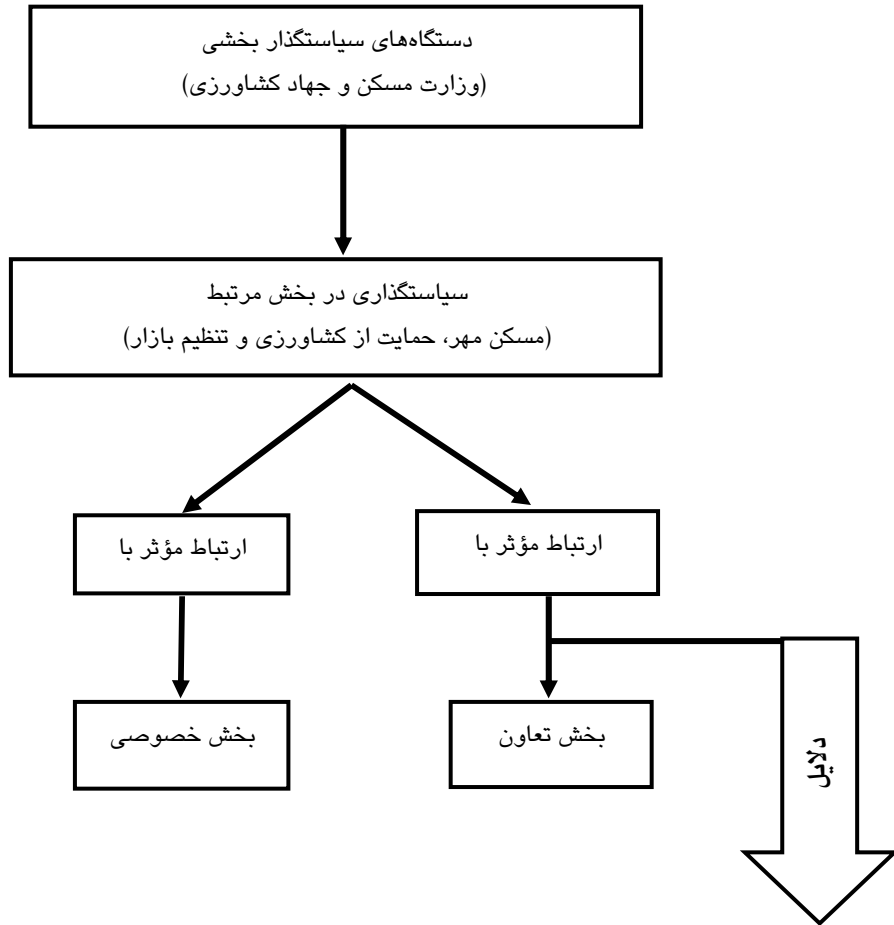 دستگاه‌های سیاستگذار بخشی
(وزارت مسکن و جهاد کشاورزی)
سیاستگذاری در بخش مرتبط
(مسکن مهر، حمایت از کشاورزی و تنظیم بازار)
ارتباط مؤثر با
ارتباط مؤثر با
بخش تعاون
بخش خصوصی
دلایل